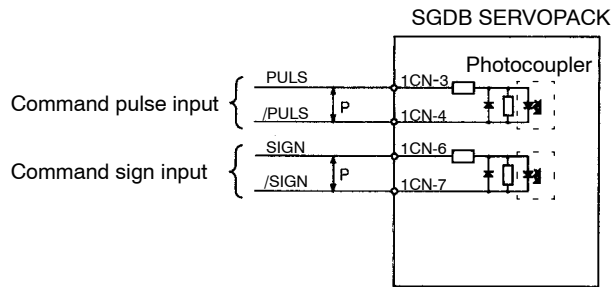 SGDB SERVOPACK
Photocoupler
Command pulse input
PULS
1CN-3
P
/PULS
1CN-4
Command sign input
SIGN
1CN-6
P
/SIGN
1CN-7